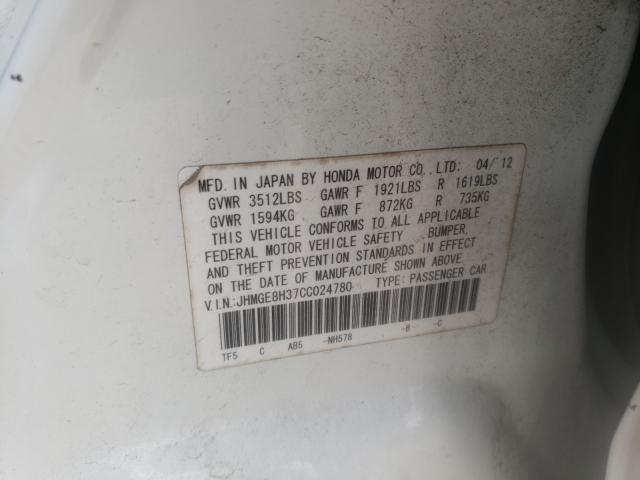 MFD. IN JAPAN BY HONDA MOTOR CO., LTD. 04/12
GVWR 3512LBS GAWR F 1921LBS R 1619LBS
GVWR 1594KG GAWR F 872KG R 735KG
THIS VEHICLE CONFORMS TO ALL APPLICABLE
FEDERAL MOTOR VEHICLE SAFETY, BUMPER,
AND THEFT PREVENTION STANDARDS IN EFFECT
ON THE DATE OF MANUFACTURE SHOWN ABOVE.
V.I.N.:JHMGE8H37CC024780 TYPE: PASSENGER CAR
TF5 C AB5 -NH578 -B -C